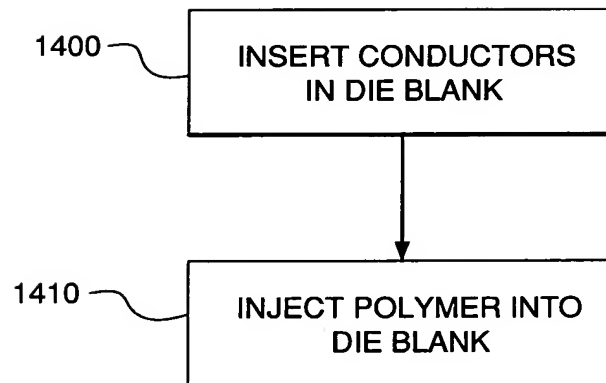 1400
INSERT CONDUCTORS
IN DIE BLANK
1410
INJECT POLYMER INTO
DIE BLANK